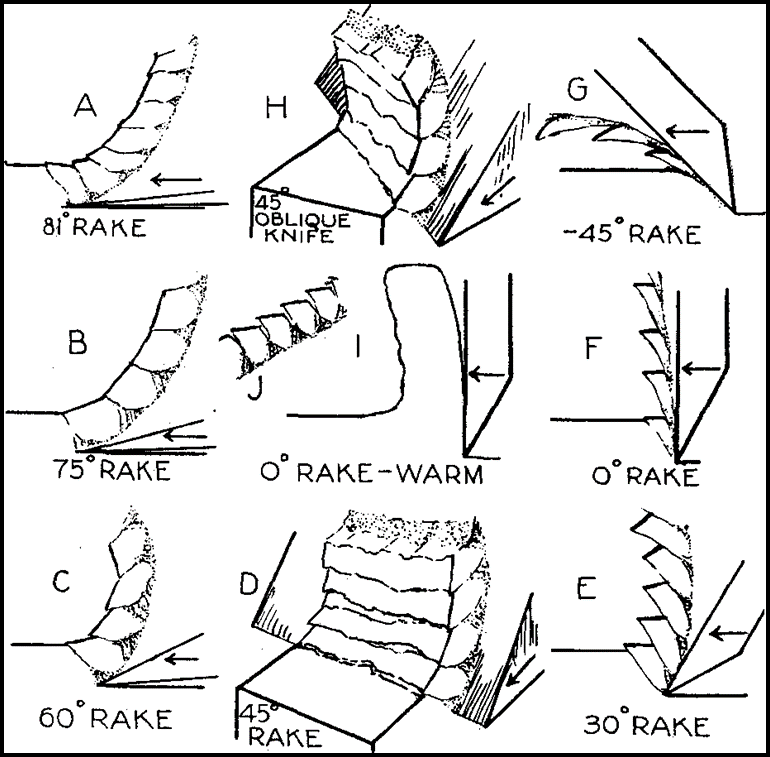 A
81° RAKE
H
45°
OBLIQUE
KNIFE
G
-45° RAKE
B
75° RAKE
J
I
0° RAKE-WARM
F
0° RAKE
C
60° RAKE
D
45°
RAKE
E
30° RAKE